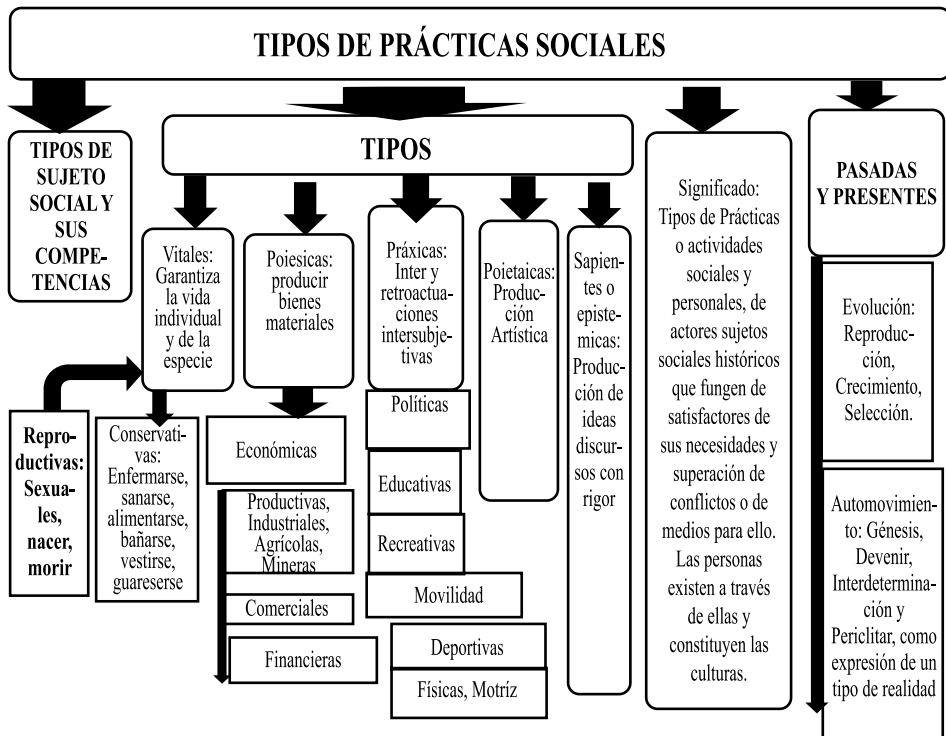 TIPOS DE PRÁCTICAS SOCIALES
TIPOS DE
SUJETO
SOCIAL Y
SUS
COMPE-
TENCIAS
TIPOS
Vitales:
Garantiza
la vida
individual
y de la
especie
Poiesicas:
producir
bienes
materiales
Práxicas:
Inter y
retroactua-
ciones
intersubje-
tivas
Poietaicas:
Producción
Artística
Sapien-
tes o
episte-
micas:
Produc-
ción de
ideas
discur-
sos con
rigor
Significado:
Tipos de Prácticas
o actividades
sociales y
personales, de
actores sujetos
sociales históricos
que fungen de
satisfactores de
sus necesidades y
superación de
conflictos o de
medios para ello.
Las personas
existen a través
de ellas y
constituyen las
culturas.
PASADAS
Y PRESENTES
Evolución:
Reproduc-
ción,
Crecimiento,
Selección.
Automovimien-
to: Génesis,
Devenir,
Interdetermina-
ción y
Periclitar, como
expresión de un
tipo de realidad
Repro-
ductivas:
Sexua-
les,
nacer,
morir
Conservati-
vas:
Enfermarse,
sanarse,
alimentarse,
bañarse,
vestirse,
guareserse
Económicas
Productivas,
Industriales,
Agrícolas,
Mineras
Comerciales
Financieras
Políticas
Educativas
Recreativas
Movilidad
Deportivas
Físicas, Motríz